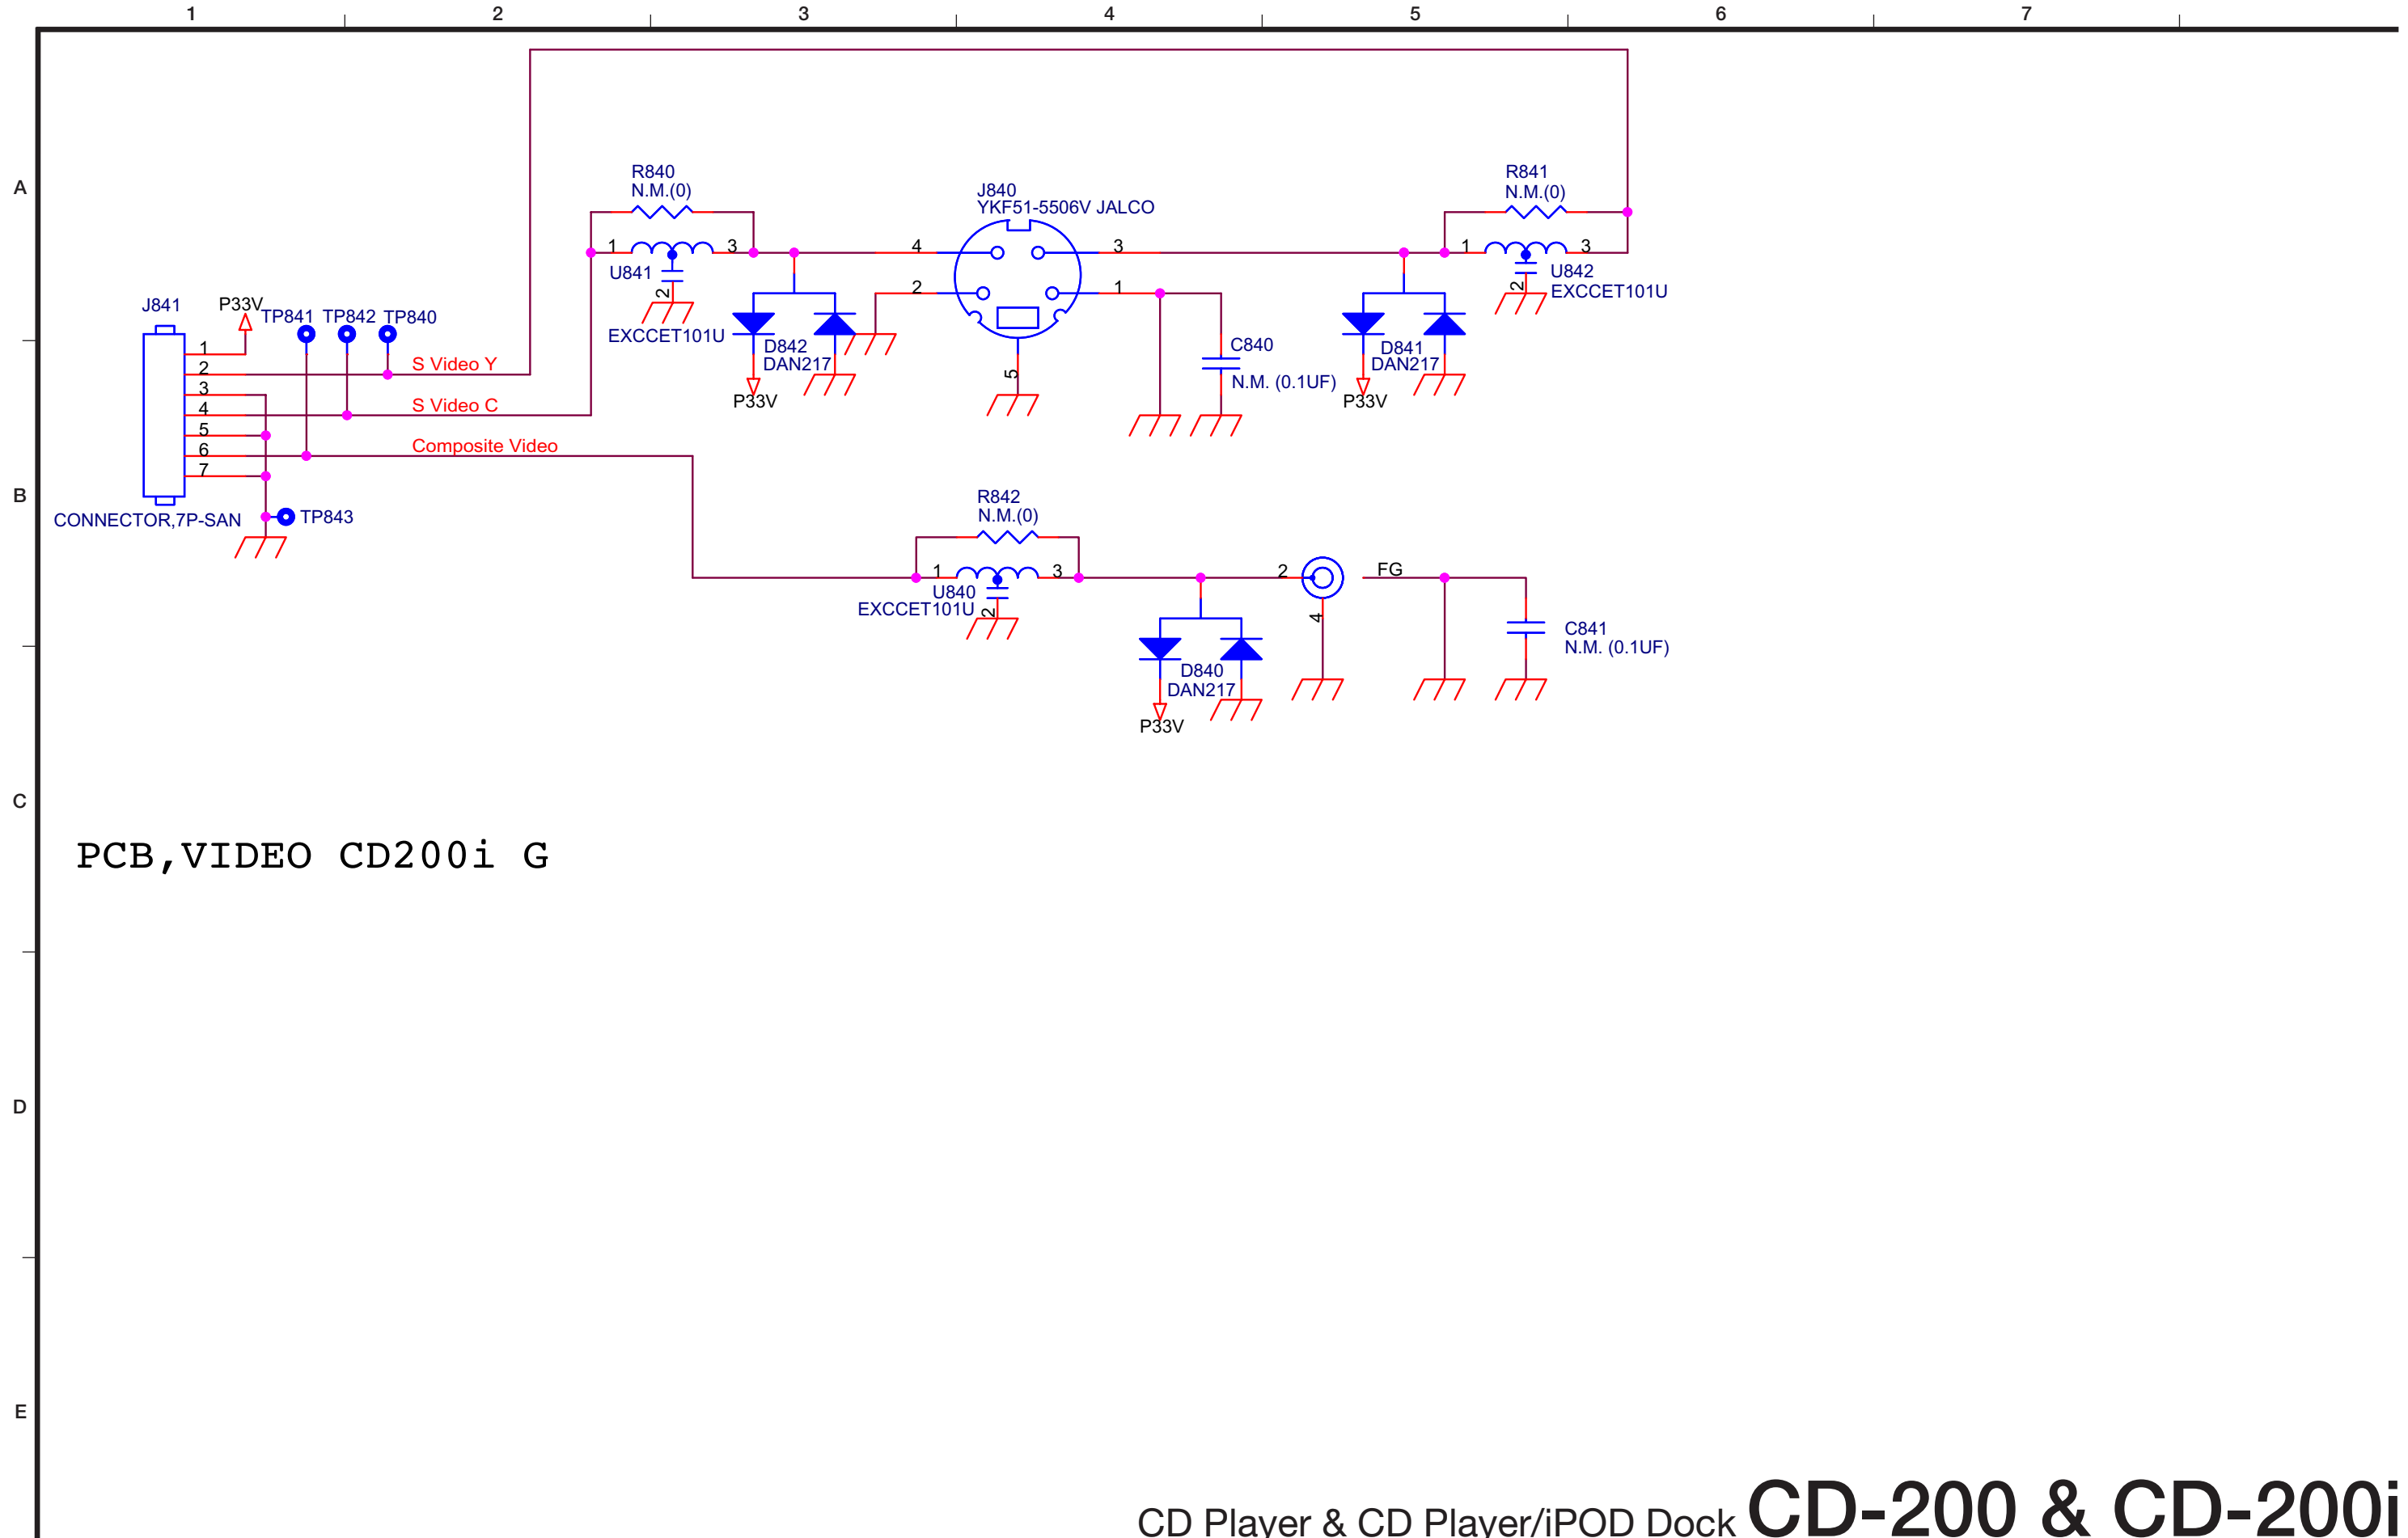 1 2 3 4 5 6 7
A
B
C
D
E
R840
N.M.(0)
J840
YKF51-5506V JALCO
R841
N.M.(0)
1
3
4
3
1
3
U841
2
EXCCET101U
2
1
U842
2
EXCCET101U
J841
P33V
TP841
TP842
TP840
D842
DAN217
P33V
5
C840
N.M. (0.1UF)
D841
DAN217
P33V
1
2
S Video Y
3
4
S Video C
5
6
Composite Video
7
CONNECTOR,7P-SAN
TP843
R842
N.M.(0)
1
3
U840
EXCCET101U
2
2
FG
4
C841
N.M. (0.1UF)
D840
DAN217
P33V
PCB,VIDEO CD200i G
CD Player & CD Player/iPOD Dock CD-200 & CD-200i